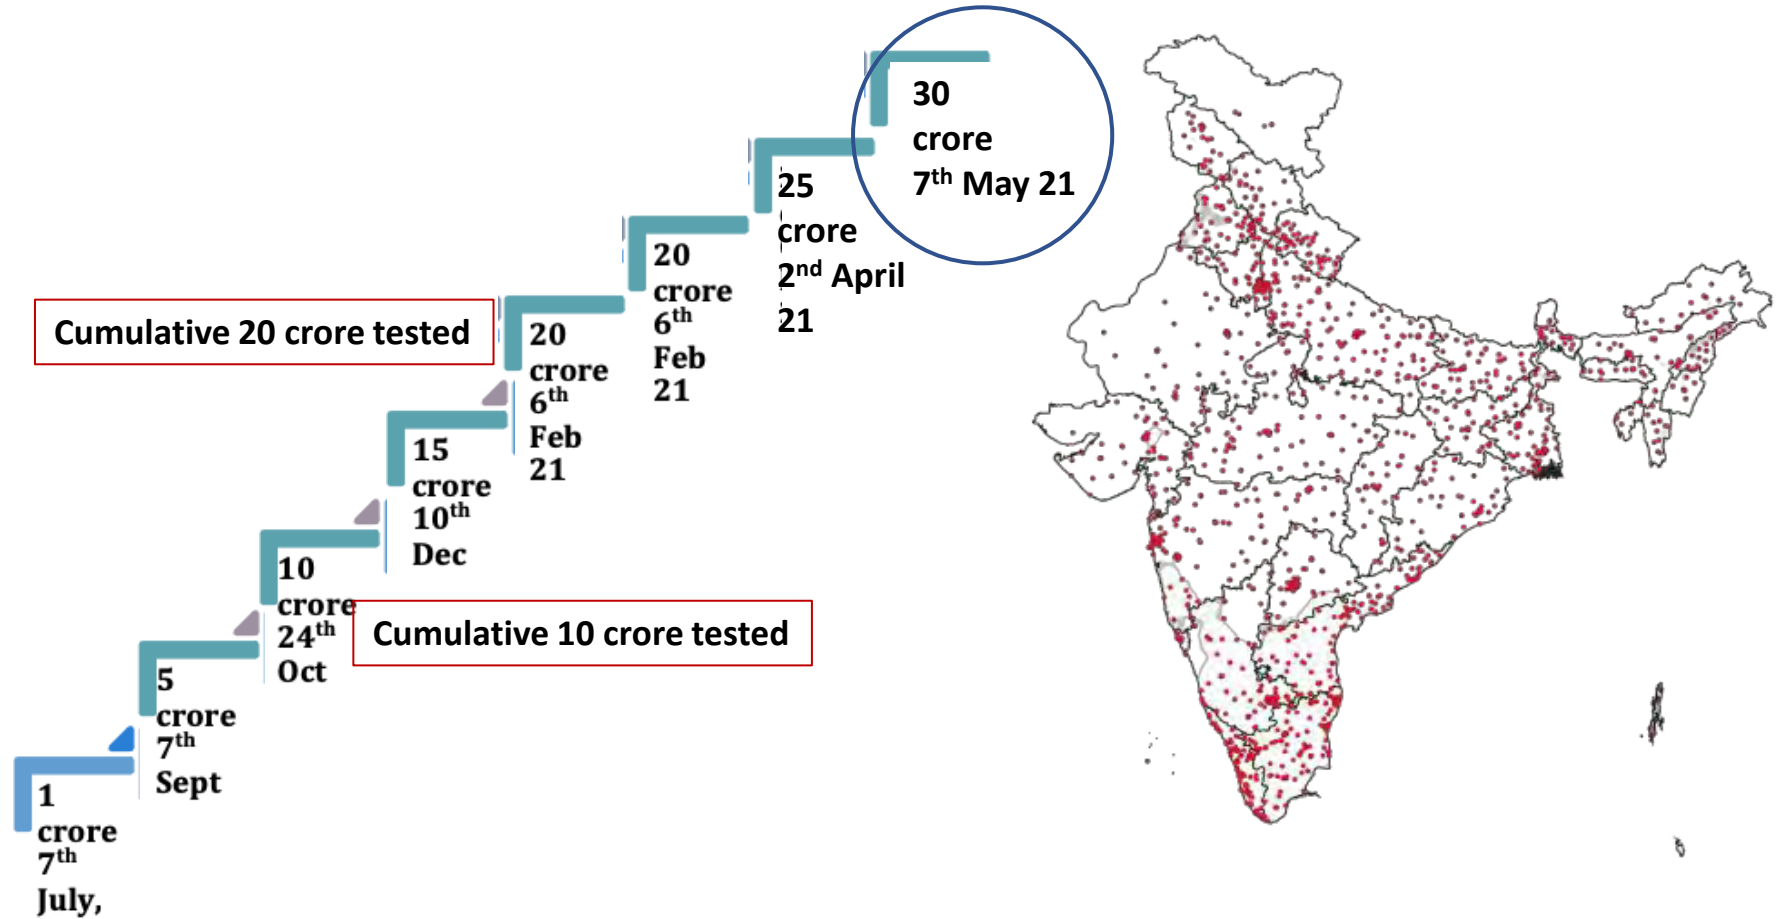 30
crore
7th May 21
25
crore
2nd April
21
20
crore
6th
Feb
21
Cumulative 20 crore tested
20
crore
6th
Feb
21
15
crore
10th
Dec
10
crore
24th
Oct
Cumulative 10 crore tested
5
crore
7th
Sept
1
crore
7th
July,